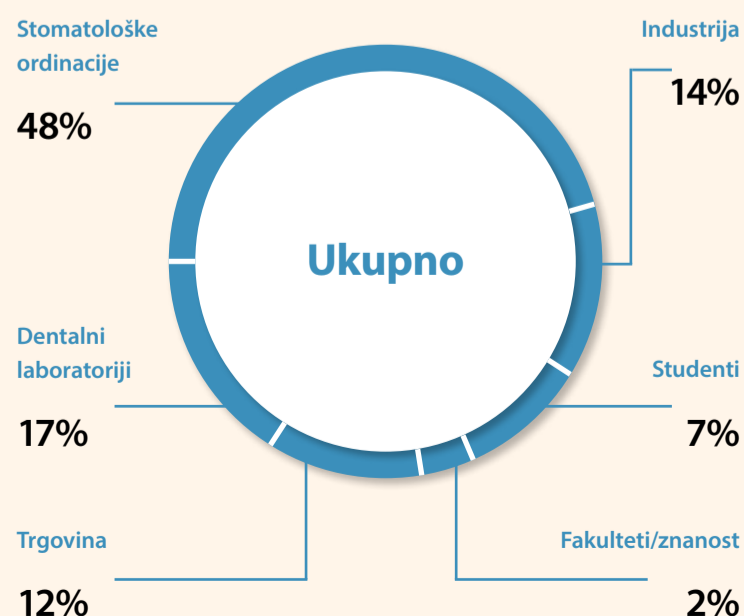 Stomatološke
ordinacije
48%
Industrija
14%
Ukupno
Dentalni
laboratoriji
17%
Studenti
7%
Trgovina
12%
Fakulteti/znanost
2%